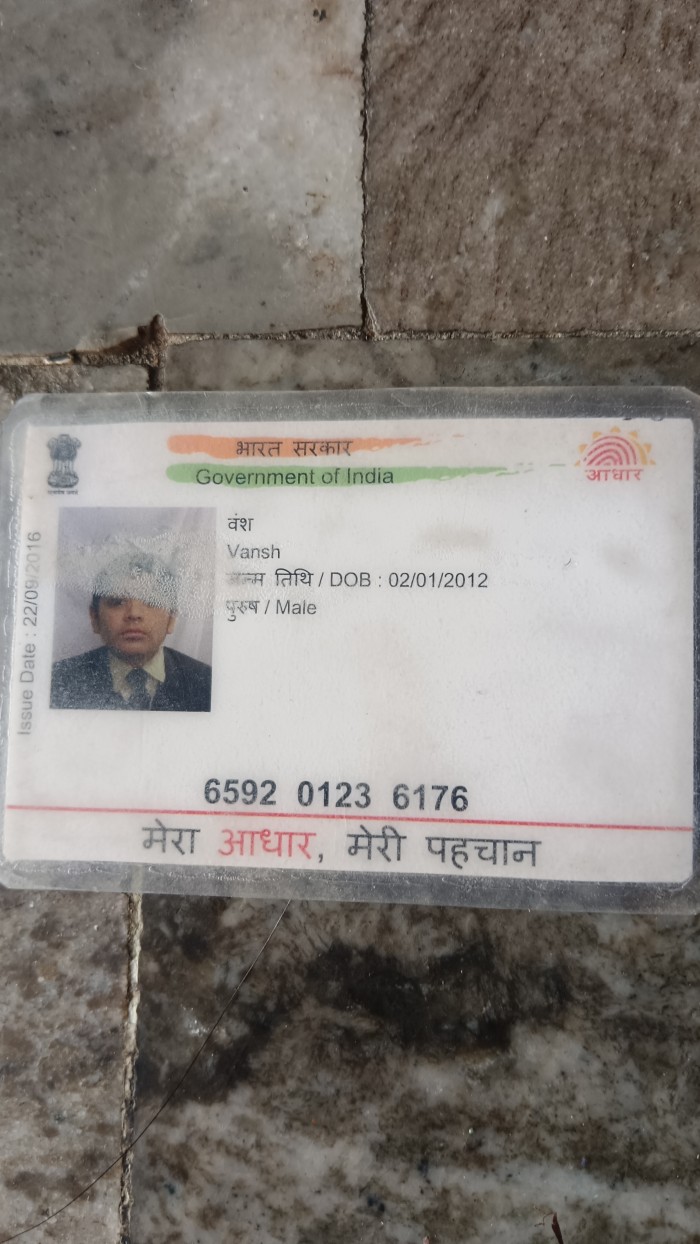 भारत सरकार
Government of India
आधार
Issue Date : 22/09/2016
वंश
Vansh
जन्म तिथि / DOB : 02/01/2012
पुरुष / Male
6592 0123 6176
मेरा आधार, मेरी पहचान